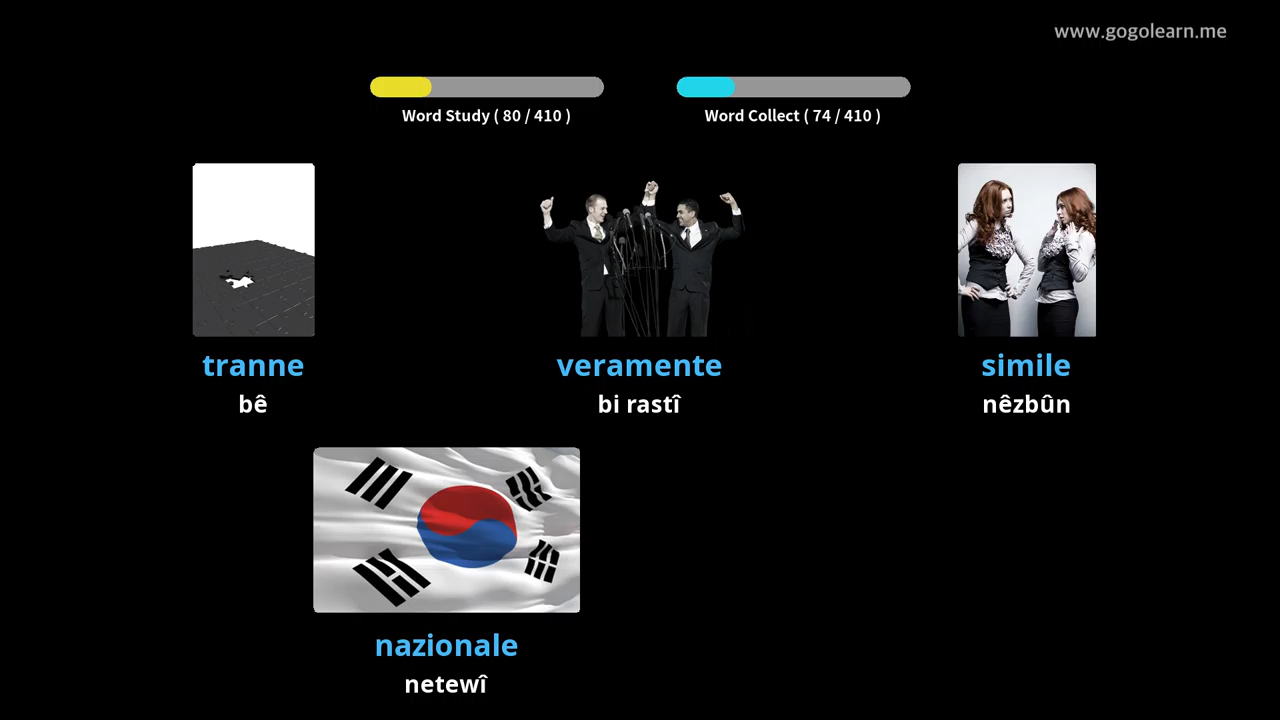 www.gogolearn.me
Word Study ( 80 / 410 )
Word Collect ( 74 / 410 )
tranne
bê
veramente
bi rastî
simile
nêzbûn
nazionale
netewî